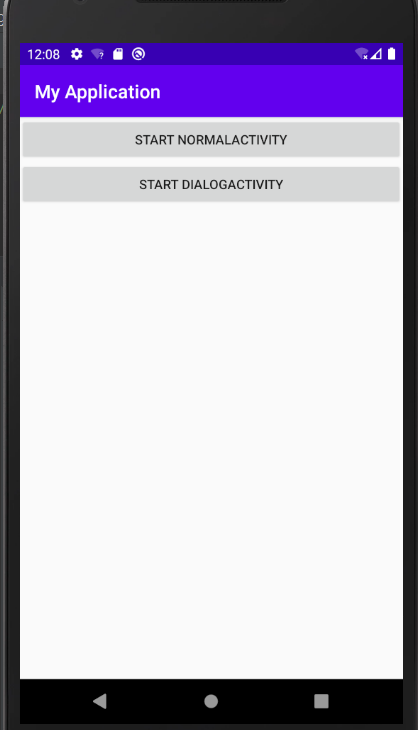 12:08
My Application
START NORMALACTIVITY
START DIALOGACTIVITY